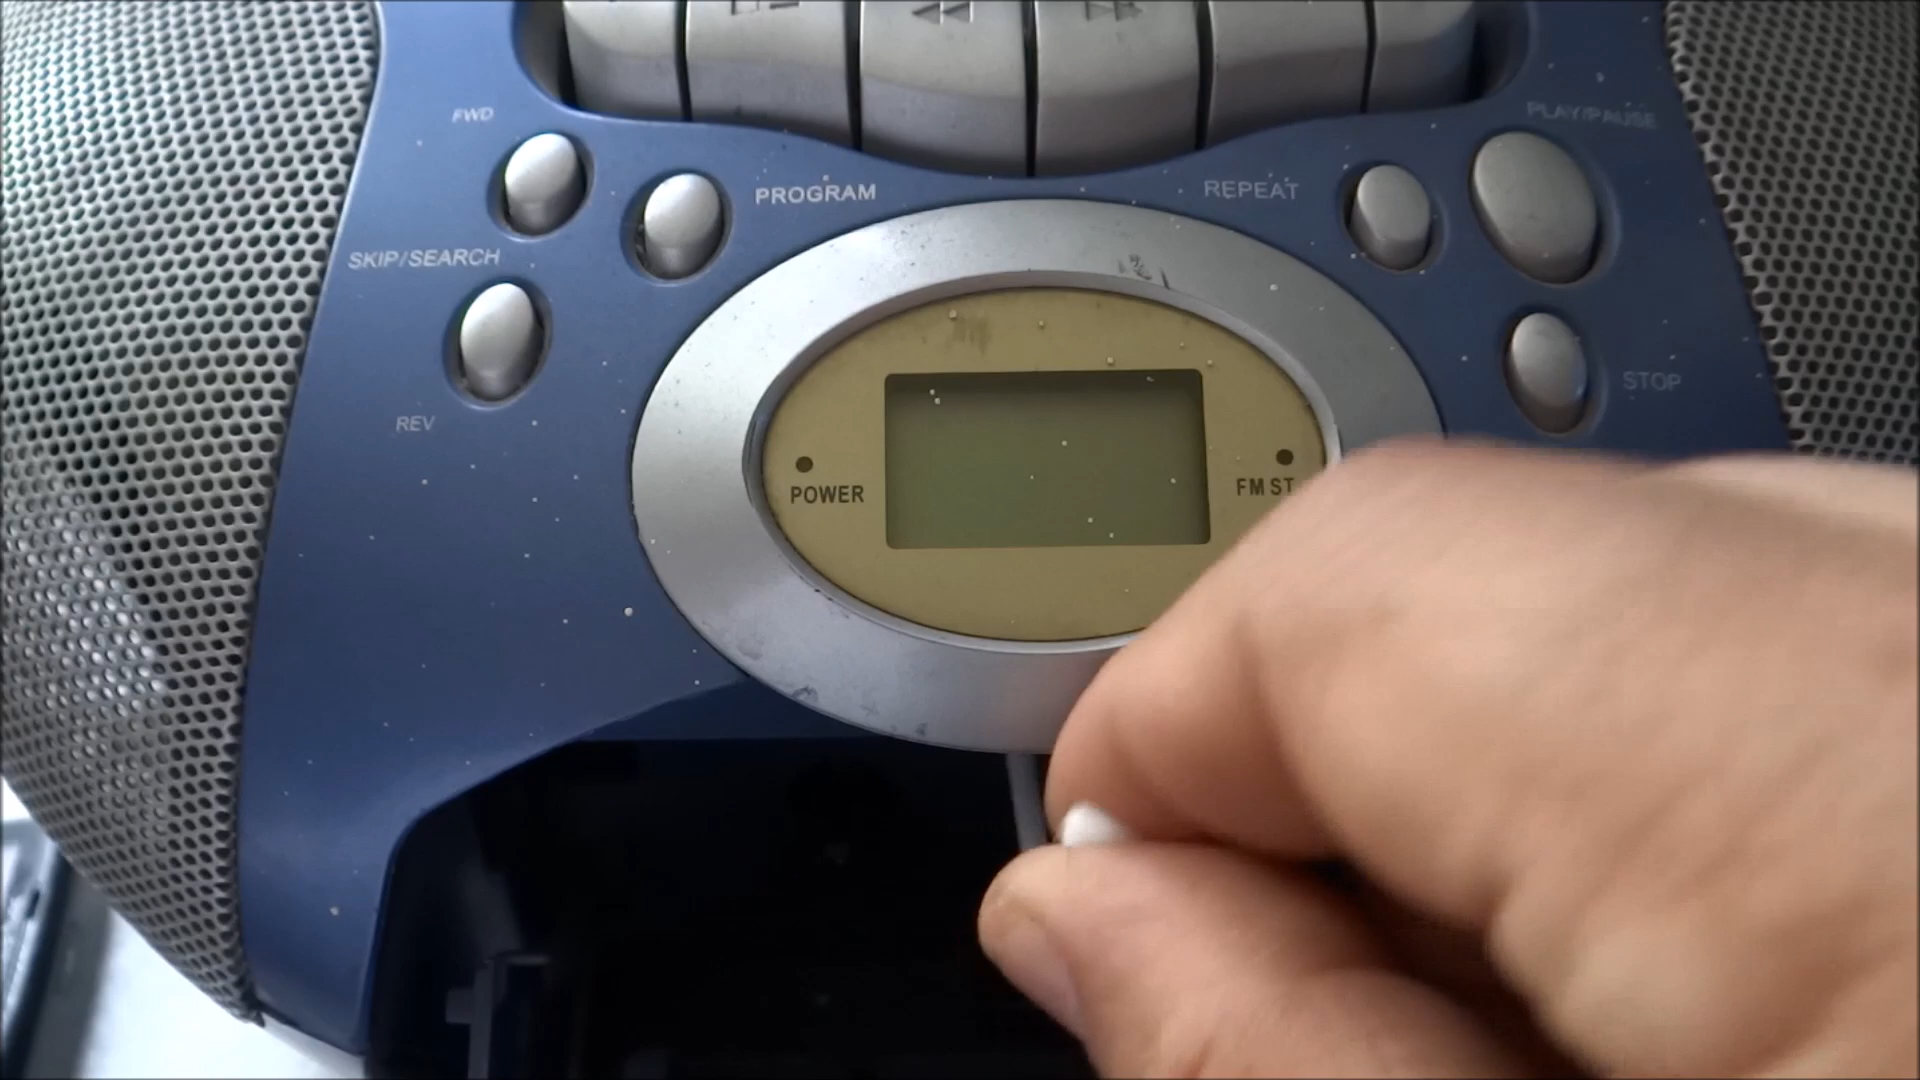 FWD
PLAY/PAUSE
PROGRAM
REPEAT
SKIP/SEARCH
STOP
REV
POWER
FM ST